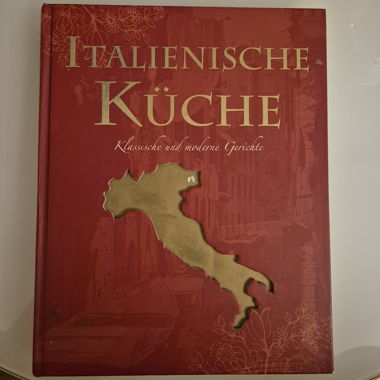 ITALIENISCHE
KÜCHE
Klassische und moderne Gerichte